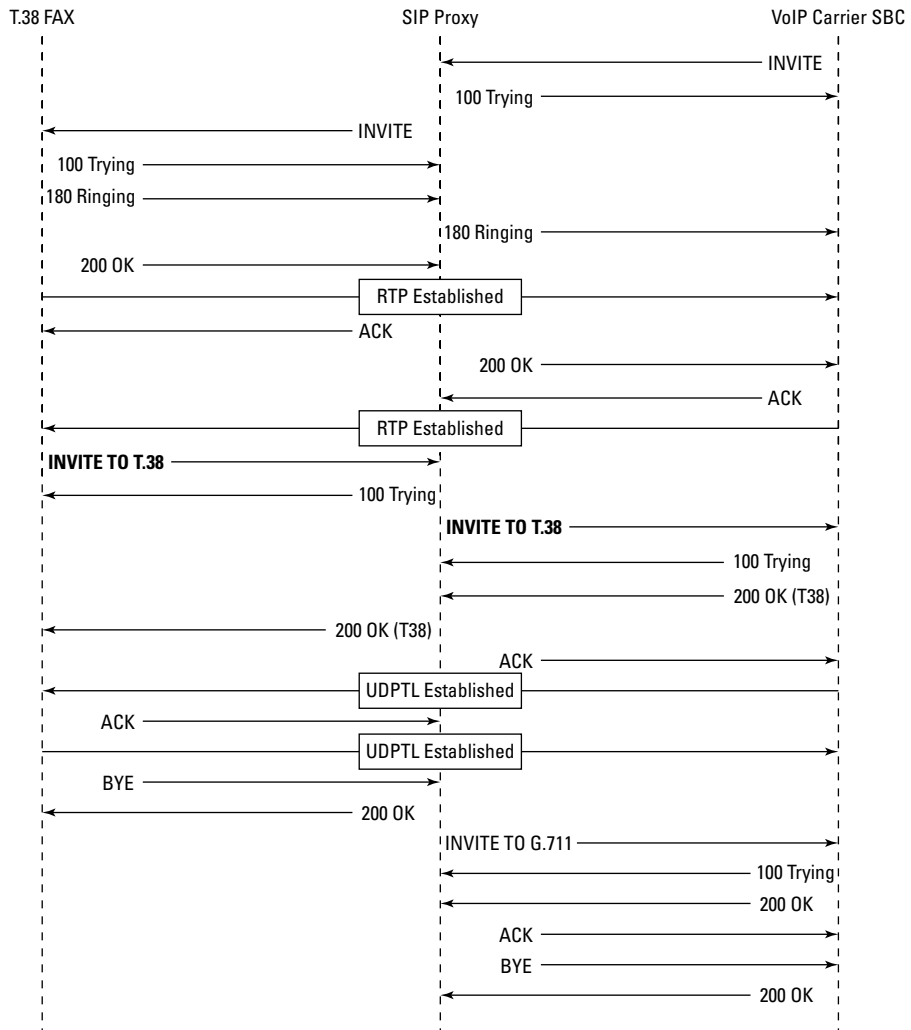 T.38 FAX
SIP Proxy
VoIP Carrier SBC
INVITE
100 Trying
INVITE
100 Trying
180 Ringing
180 Ringing
200 OK
RTP Established
ACK
200 OK
ACK
RTP Established
INVITE TO T.38
100 Trying
INVITE TO T.38
100 Trying
200 OK (T38)
200 OK (T38)
ACK
UDPTL Established
ACK
UDPTL Established
BYE
200 OK
INVITE TO G.711
100 Trying
200 OK
ACK
BYE
200 OK